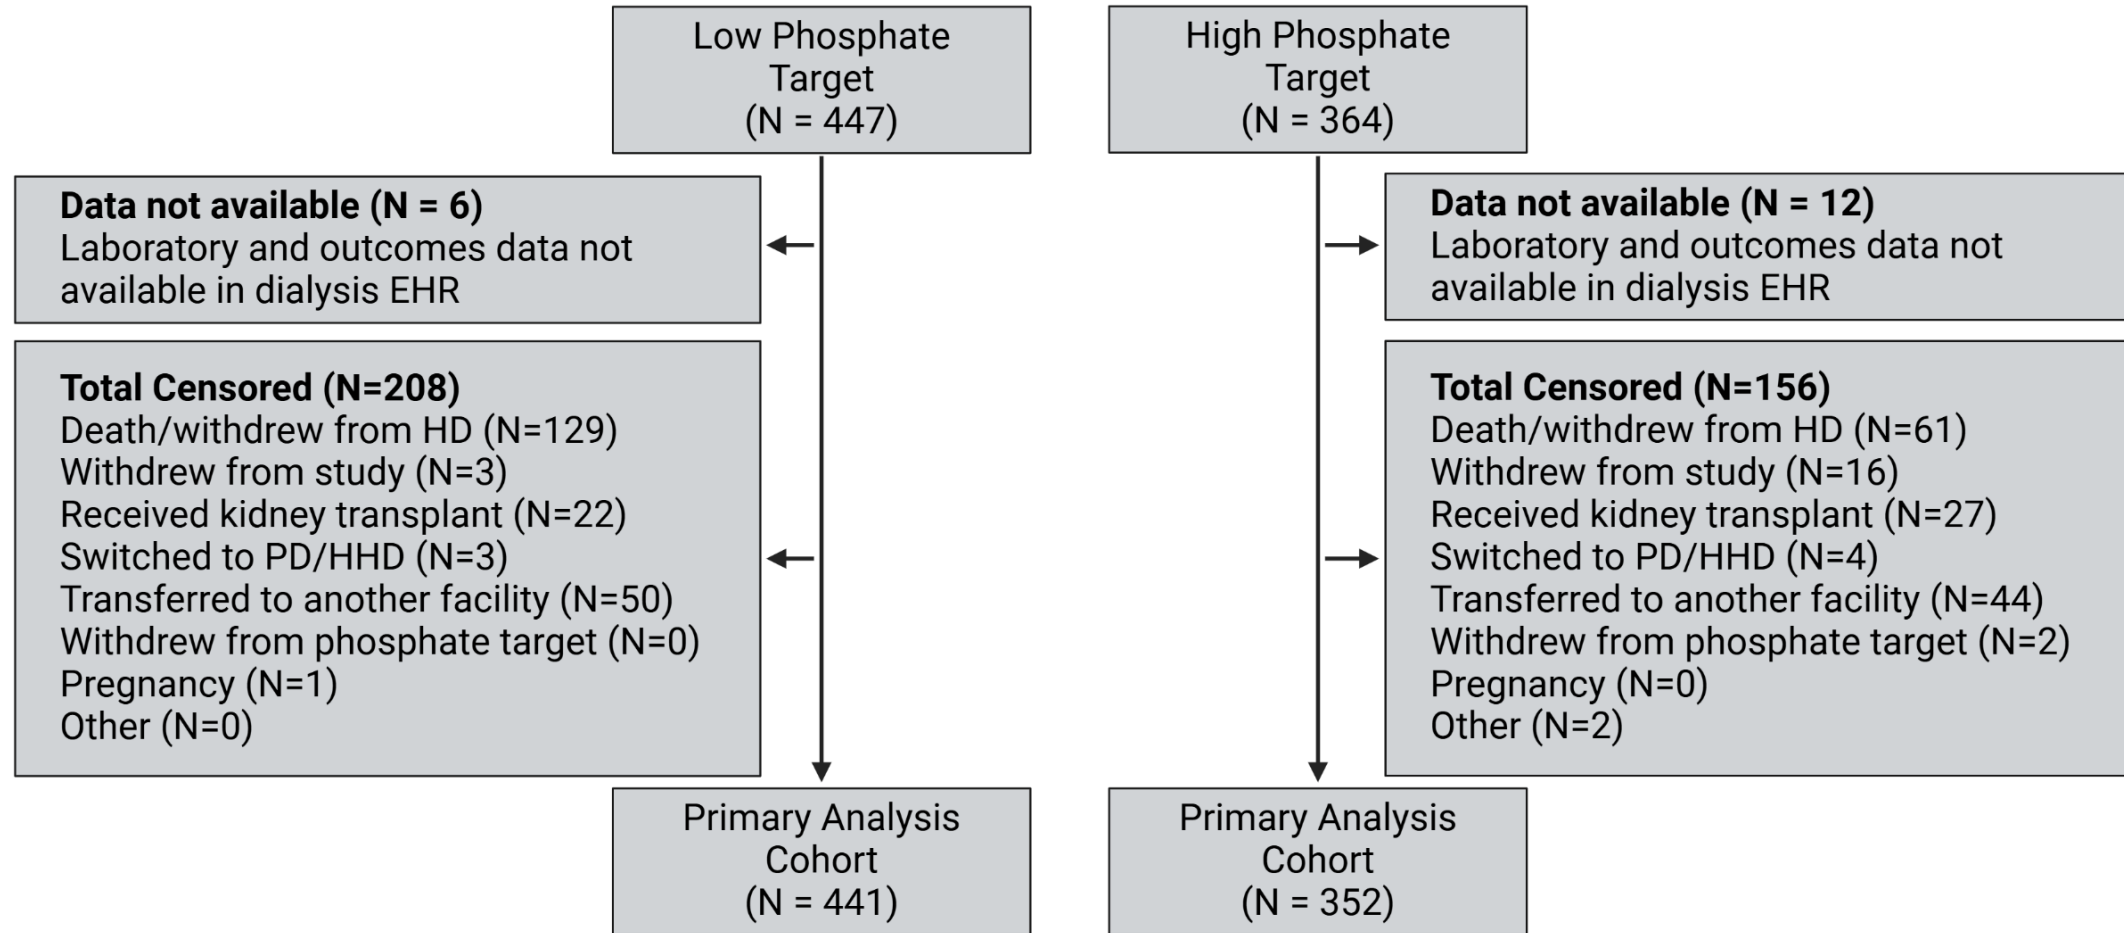 Low Phosphate
Target
(N = 447)
High Phosphate
Target
(N = 364)
Data not available (N = 6)
Laboratory and outcomes data not
available in dialysis EHR
Data not available (N = 12)
Laboratory and outcomes data not
available in dialysis EHR
Total Censored (N=208)
Death/withdrew from HD (N=129)
Withdrew from study (N=3)
Received kidney transplant (N=22)
Switched to PD/HHD (N=3)
Transferred to another facility (N=50)
Withdrew from phosphate target (N=0)
Pregnancy (N=1)
Other (N=0)
Total Censored (N=156)
Death/withdrew from HD (N=61)
Withdrew from study (N=16)
Received kidney transplant (N=27)
Switched to PD/HHD (N=4)
Transferred to another facility (N=44)
Withdrew from phosphate target (N=2)
Pregnancy (N=0)
Other (N=2)
Primary Analysis
Cohort
(N = 441)
Primary Analysis
Cohort
(N = 352)